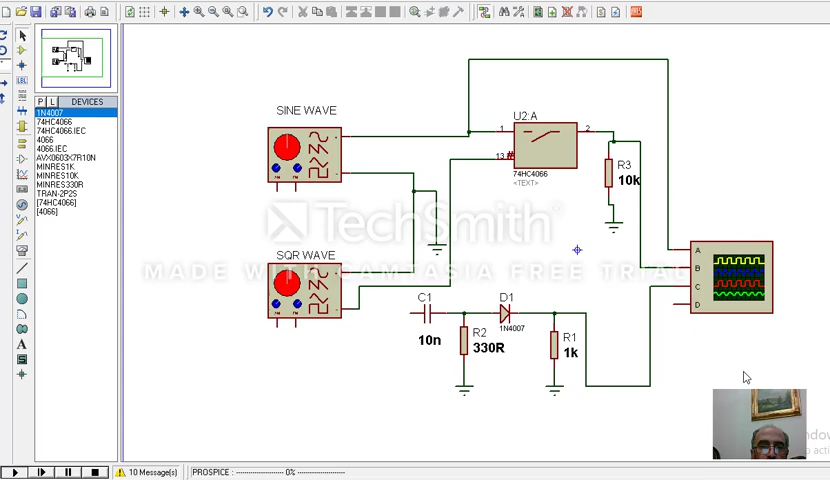 LBL
P L DEVICES
1N4007
74HC4066
74HC4066.IEC
4066
4066.IEC
AVX0603X7R10N
MINRES1K
MINRES10K
MINRES330R
TRAN-2P2S
[74HC4066]
[4066]
A
SINE WAVE
U2:A
1
2
13
74HC4066
<TEXT>
R3
10k
TechSmith
MADE WITH CAMTASIA FREE TRIAL
SQR WAVE
A
B
C
D
C1
10n
R2
330R
D1
1N4007
R1
1k
10 Message(s)
PROSPICE : 0%